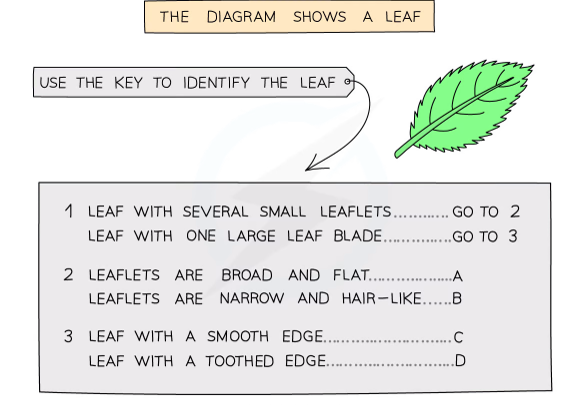 THE DIAGRAM SHOWS A LEAF
USE THE KEY TO IDENTIFY THE LEAF
1 LEAF WITH SEVERAL SMALL LEAFLETS........... GO TO 2
LEAF WITH ONE LARGE LEAF BLADE..............GO TO 3
2 LEAFLETS ARE BROAD AND FLAT.................A
LEAFLETS ARE NARROW AND HAIR-LIKE......B
3 LEAF WITH A SMOOTH EDGE..........................C
LEAF WITH A TOOTHED EDGE.........................D